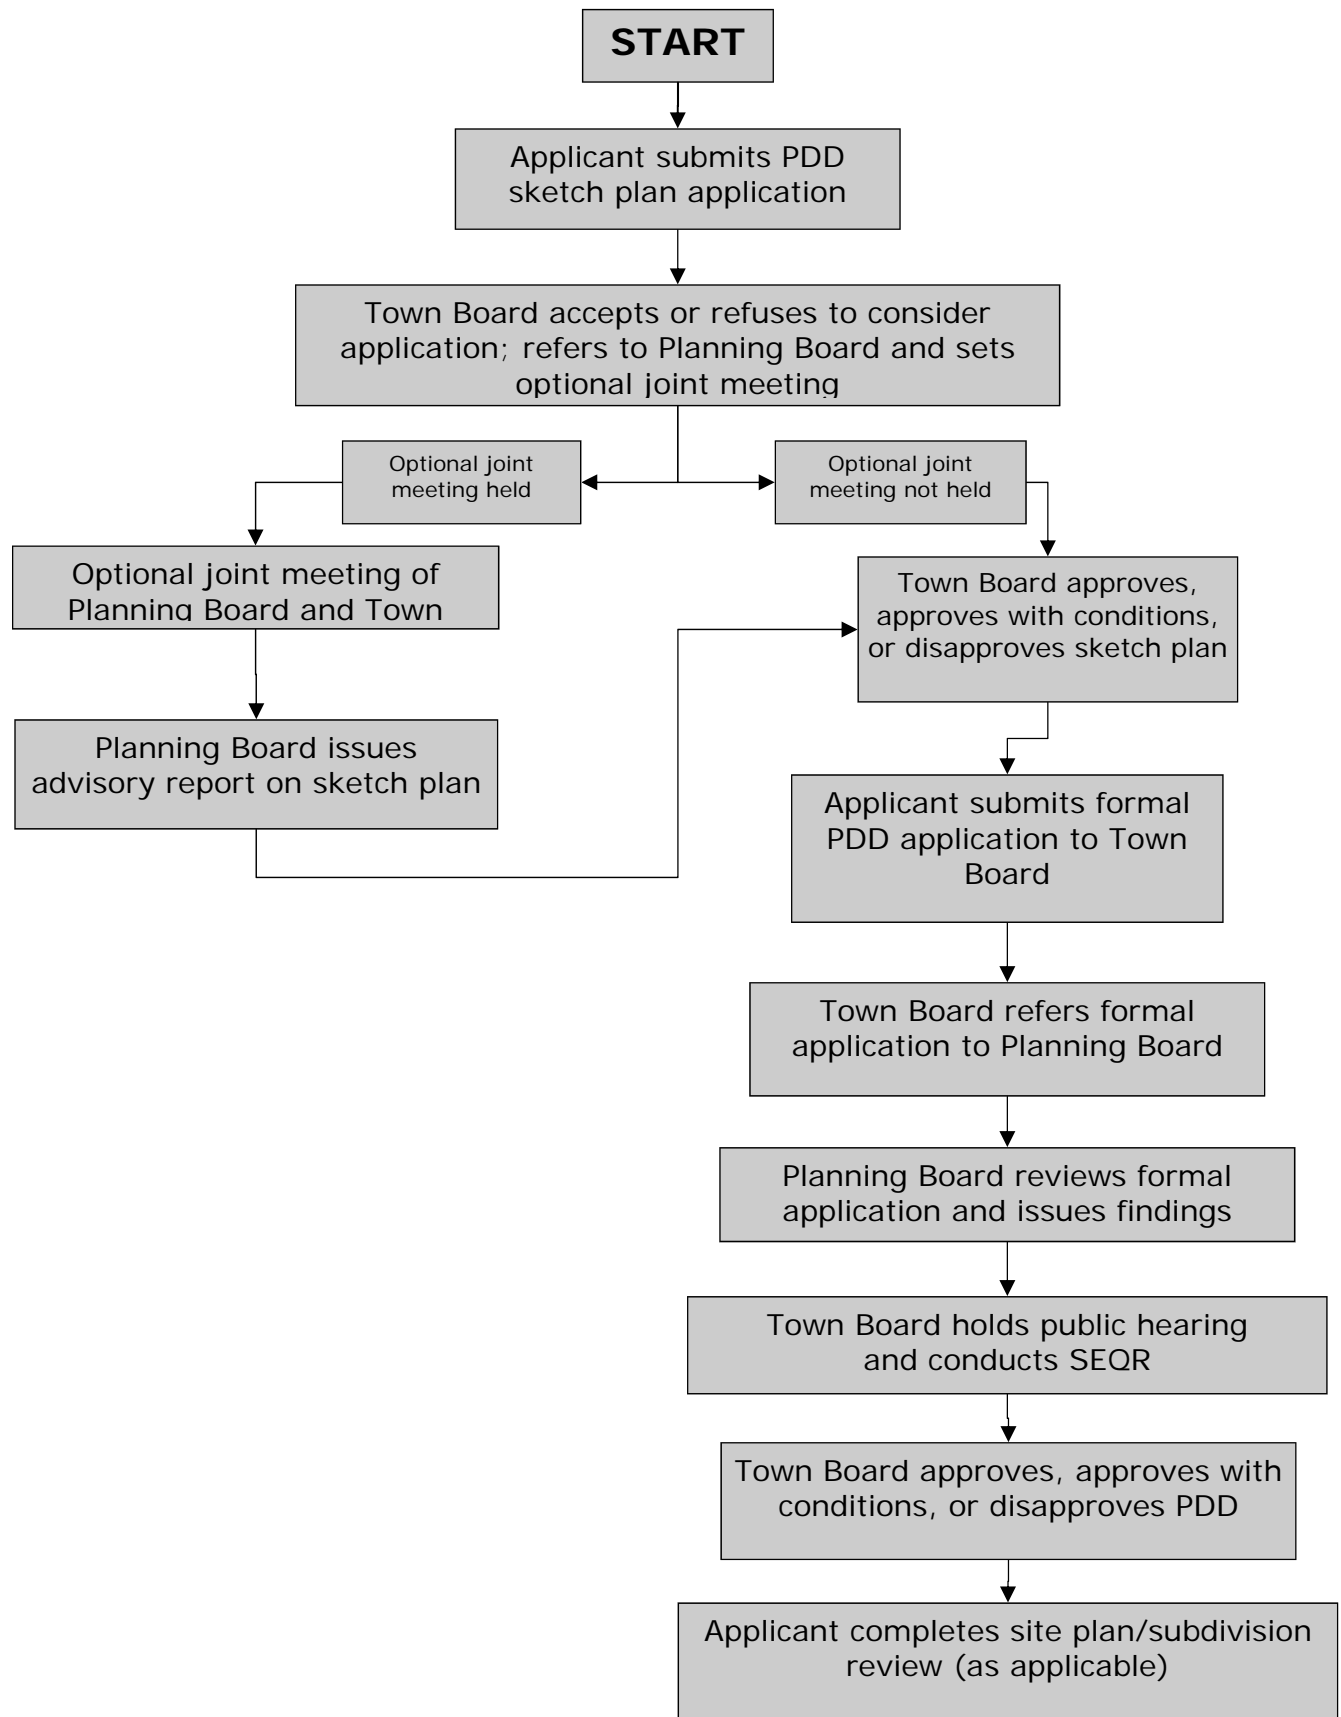 START
Applicant submits PDD
sketch plan application
Town Board accepts or refuses to consider
application; refers to Planning Board and sets
optional joint meeting
Optional joint
meeting held
Optional joint
meeting not held
Optional joint meeting of
Planning Board and Town
Town Board approves,
approves with conditions,
or disapproves sketch plan
Planning Board issues
advisory report on sketch plan
Applicant submits formal
PDD application to Town
Board
Town Board refers formal
application to Planning Board
Planning Board reviews formal
application and issues findings
Town Board holds public hearing
and conducts SEQR
Town Board approves, approves with
conditions, or disapproves PDD
Applicant completes site plan/subdivision
review (as applicable)